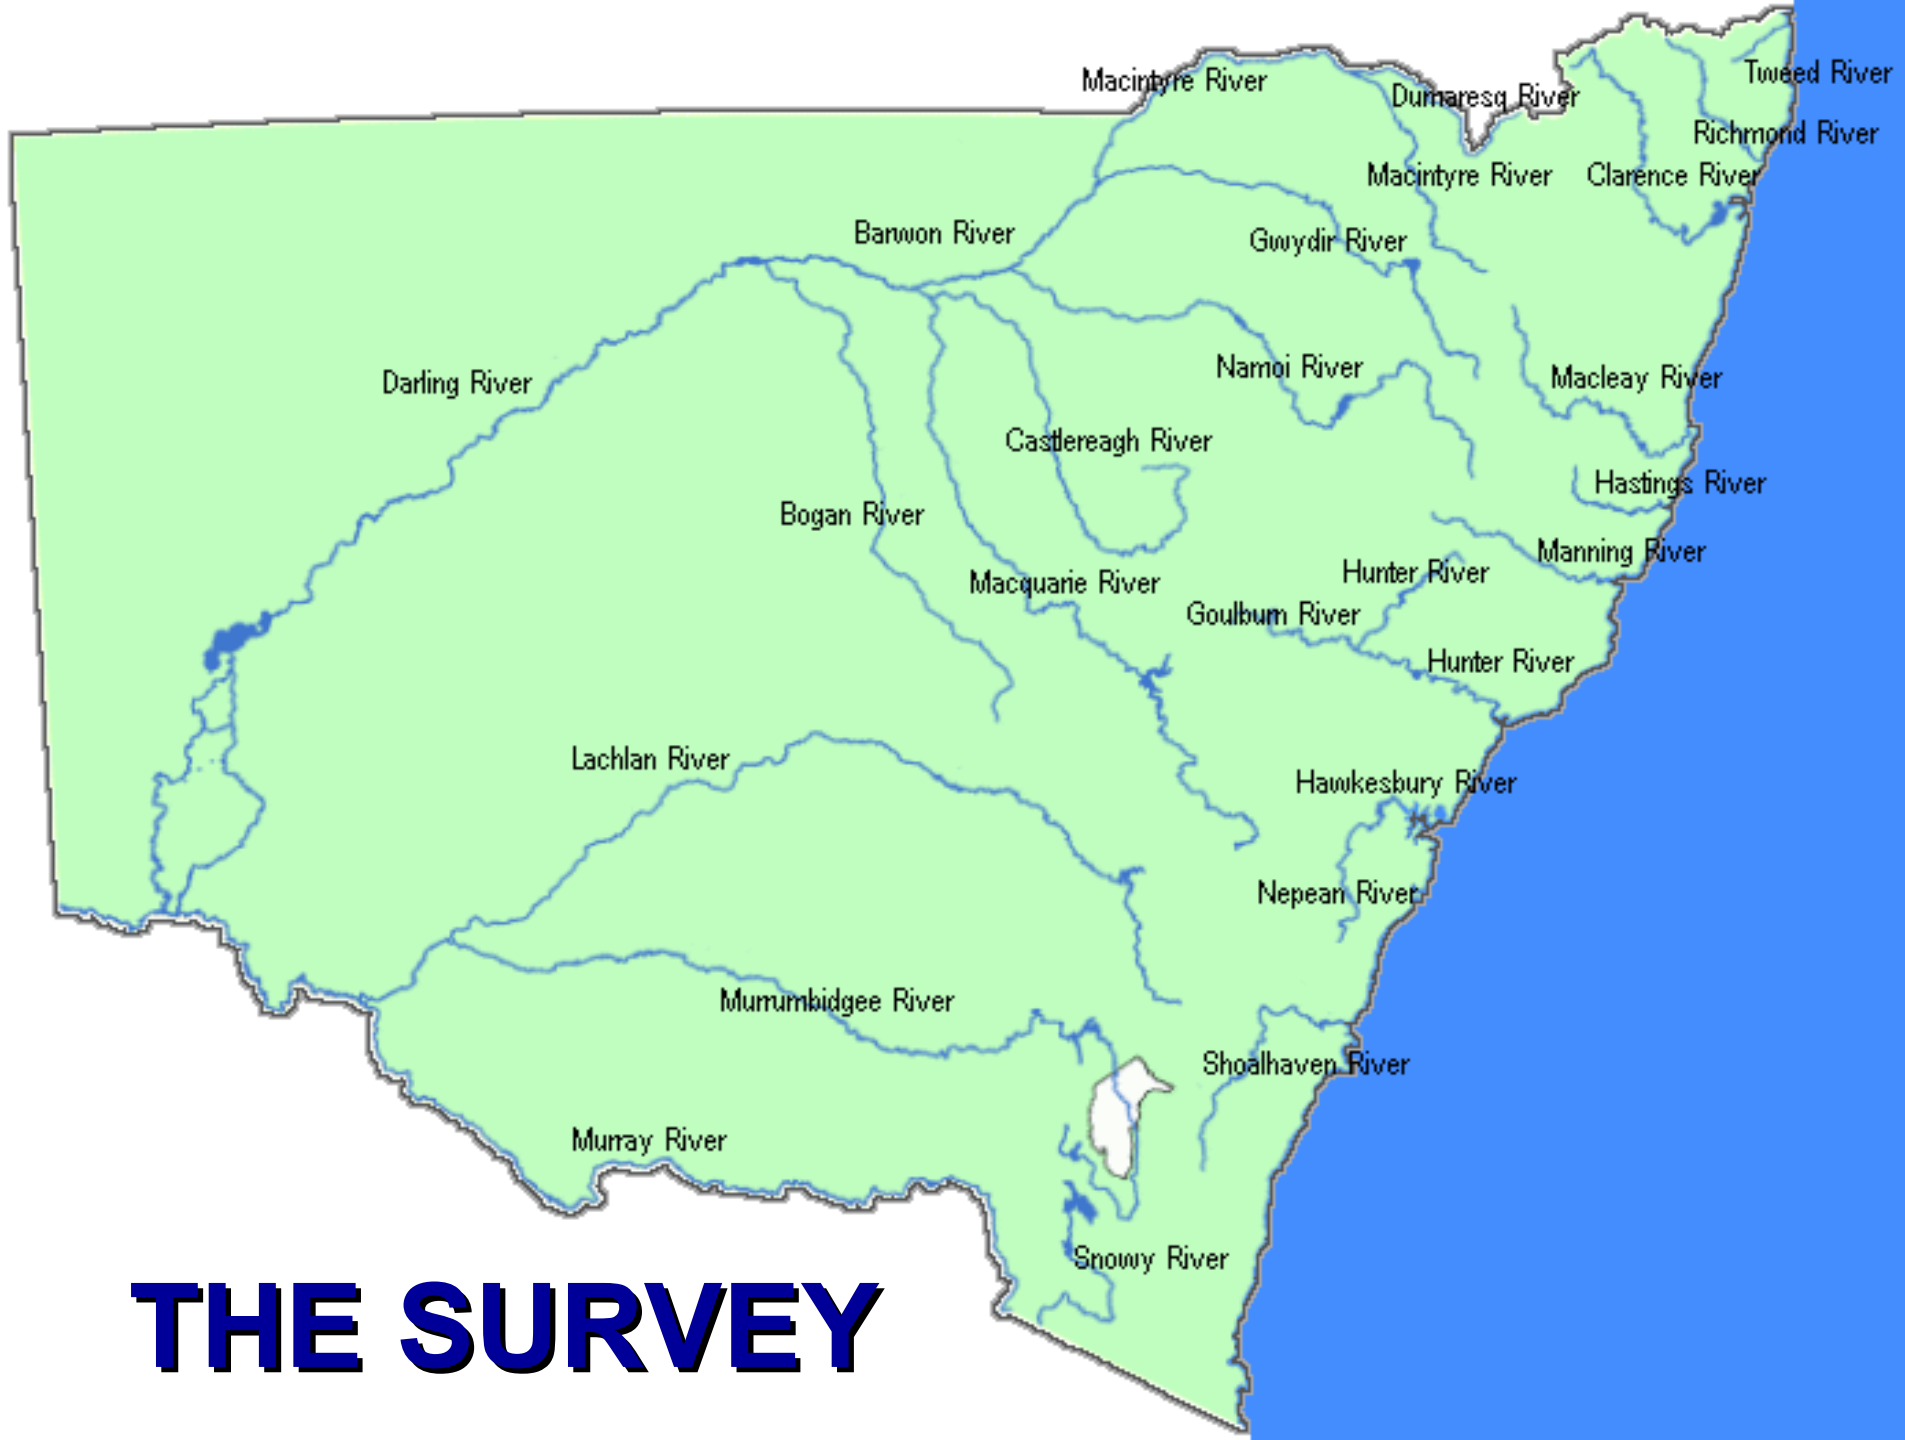 Tweed River
Macintyre River
Dumaresq River
Richmond River
Macintyre River
Clarence River
Barwon River
Gwydir River
Namoi River
Macleay River
Darling River
Castlereagh River
Hastings River
Bogan River
Manning River
Hunter River
Macquarie River
Goulburn River
Hunter River
Lachlan River
Hawkesbury River
Nepean River
Murrumbidgee River
Shoalhaven River
Murray River
Snowy River
THE SURVEY